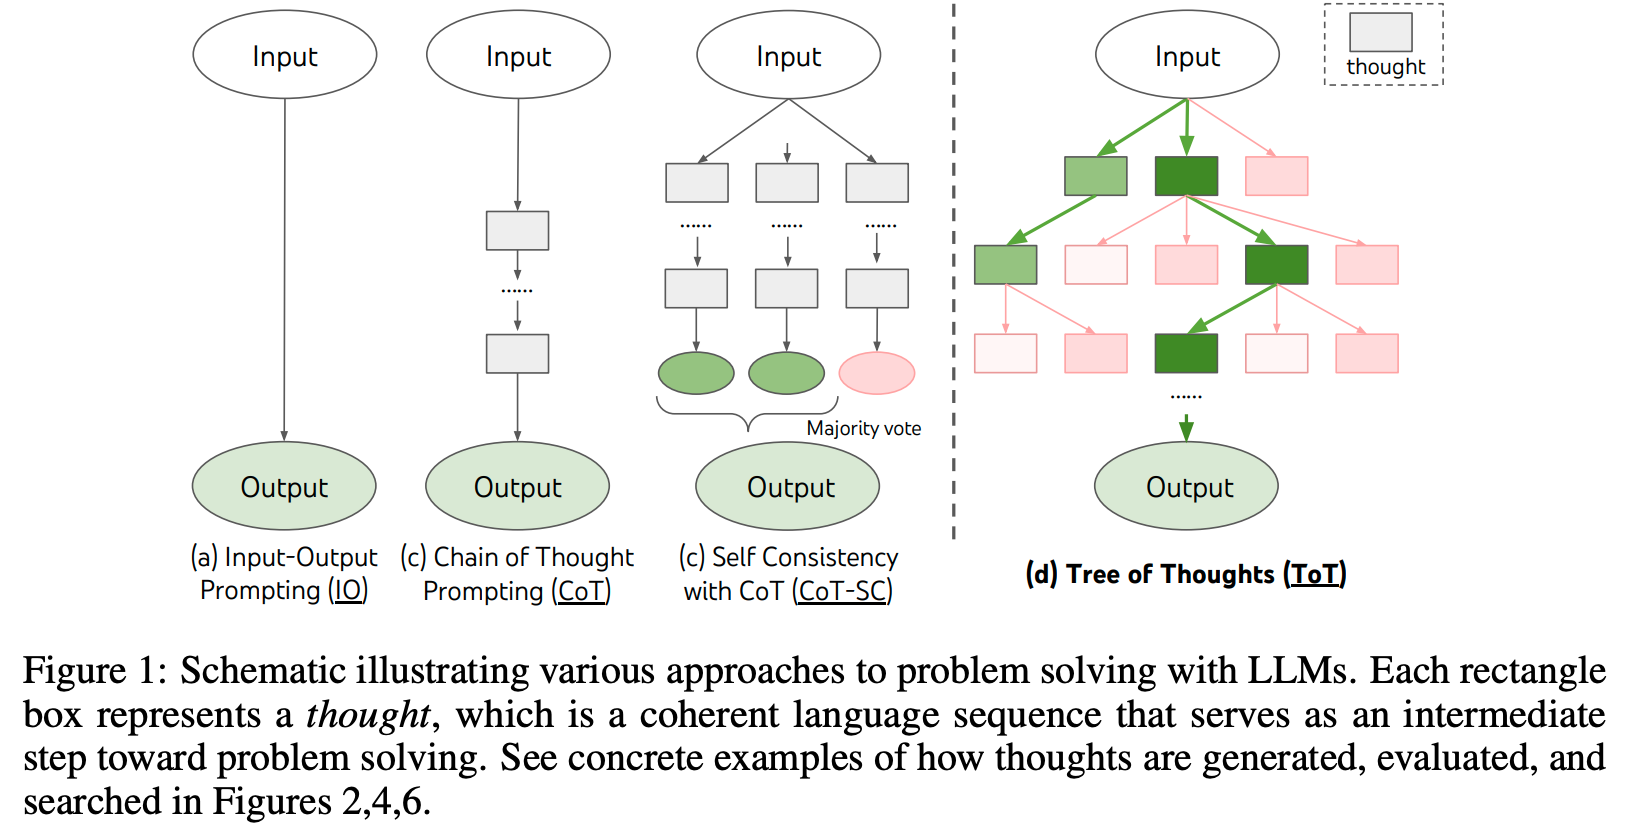 Input
Input
Input
Input
thought
......
......
......
......
......
Majority vote
Output
Output
Output
Output
(a) Input-Output
Prompting (IO)
(c) Chain of Thought
Prompting (CoT)
(c) Self Consistency
with CoT (CoT-SC)
(d) Tree of Thoughts (ToT)
Figure 1: Schematic illustrating various approaches to problem solving with LLMs. Each rectangle
box represents a thought, which is a coherent language sequence that serves as an intermediate
step toward problem solving. See concrete examples of how thoughts are generated, evaluated, and
searched in Figures 2,4,6.